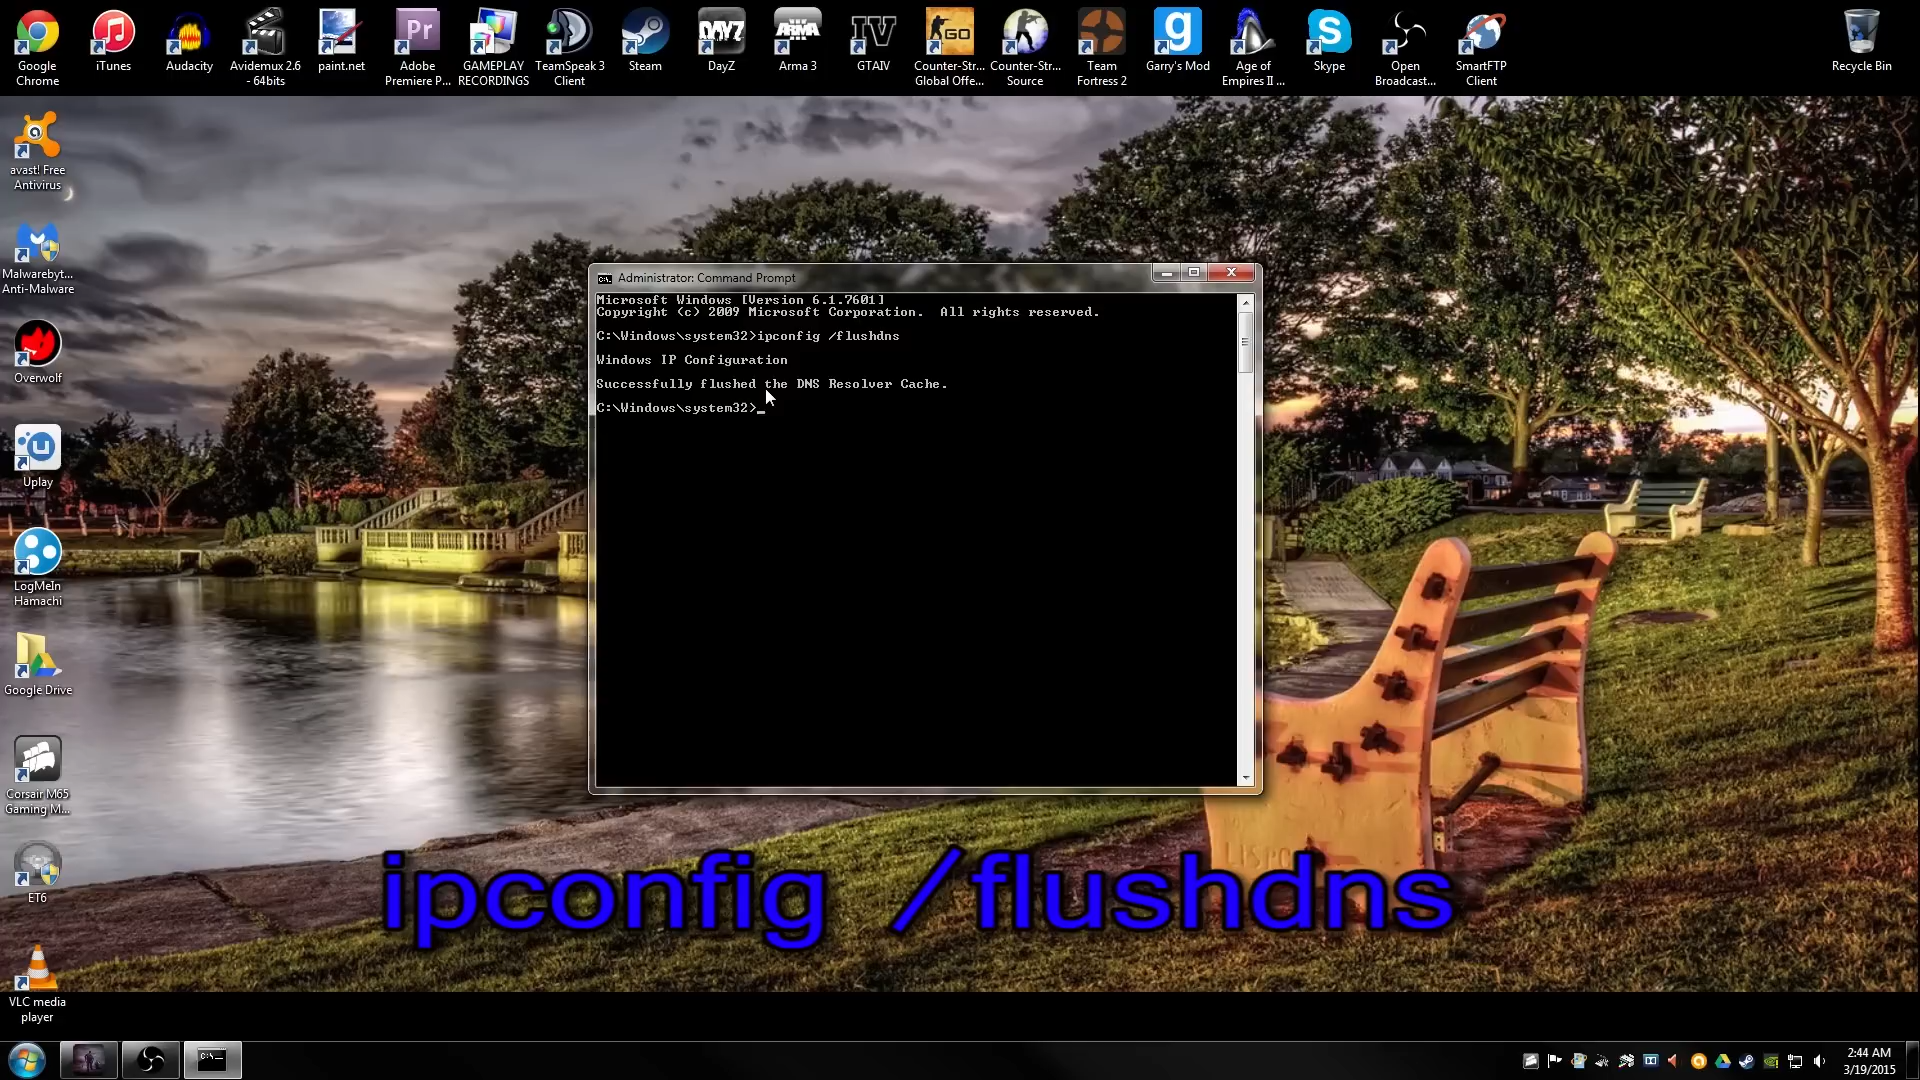 Google
Chrome
iTunes
Audacity
Avidemux 2.6
- 64bits
paint.net
Adobe
Premiere P...
GAMEPLAY
RECORDINGS
TeamSpeak 3
Client
Steam
DayZ
Arma 3
GTAIV
Counter-Str...
Global Offe...
Counter-Str...
Source
Team
Fortress 2
Garry's Mod
Age of
Empires II ...
Skype
Open
Broadcast...
SmartFTP
Client
Recycle Bin
Pr
DAYZ
ARMA
IV
GO
g
S
avast! Free
Antivirus
Malwarebyt...
Anti-Malware
Overwolf
Uplay
LogMeIn
Hamachi
Google Drive
Corsair M65
Gaming M...
ET6
VLC media
player
Administrator: Command Prompt
Microsoft Windows [Version 6.1.7601]
Copyright (c) 2009 Microsoft Corporation.  All rights reserved.
C:\Windows\system32>ipconfig /flushdns
Windows IP Configuration
Successfully flushed the DNS Resolver Cache.
C:\Windows\system32>_
ipconfig /flushdns
2:44 AM
3/19/2015